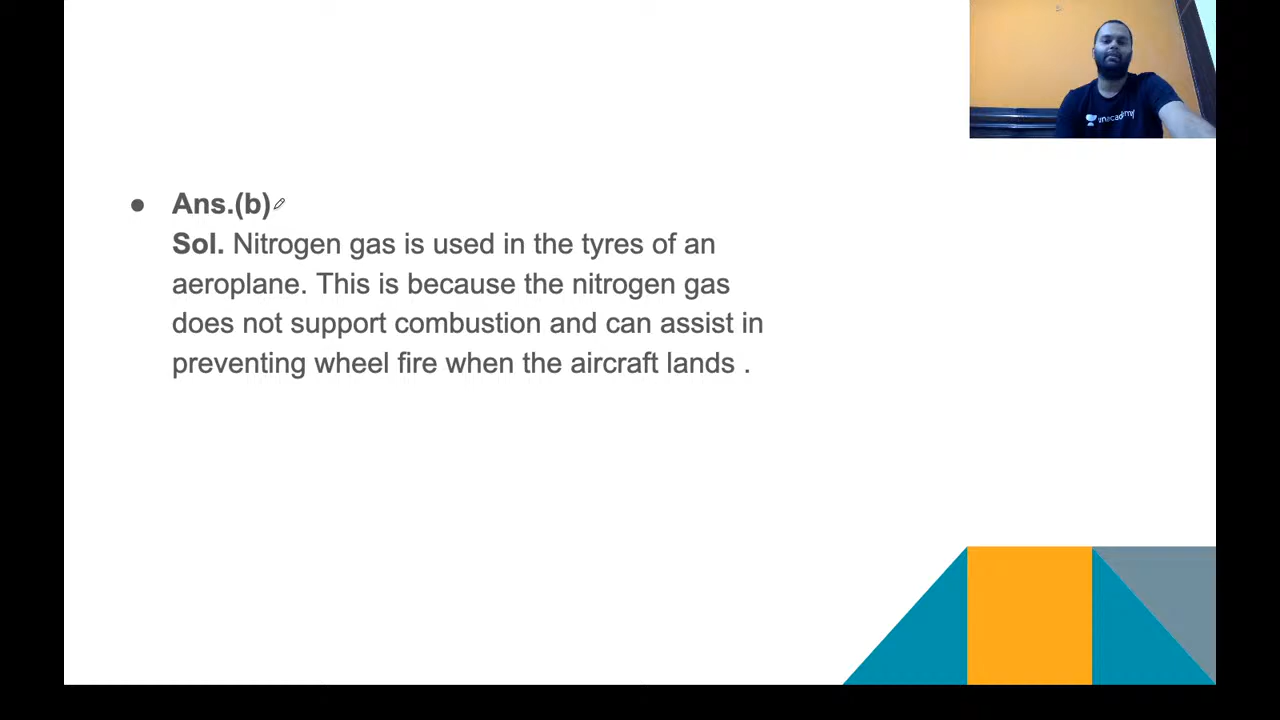 unacademy
● Ans.(b)
Sol. Nitrogen gas is used in the tyres of an
aeroplane. This is because the nitrogen gas
does not support combustion and can assist in
preventing wheel fire when the aircraft lands .